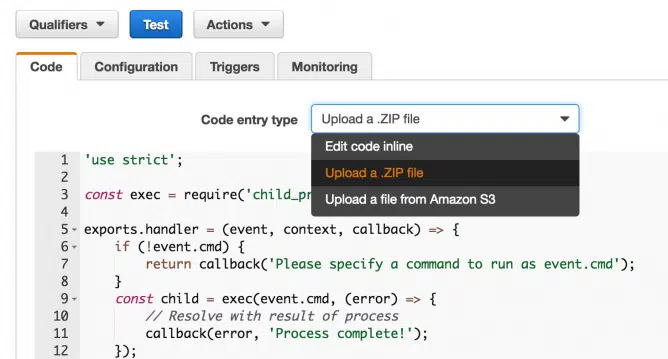 Qualifiers Test Actions
Code Configuration Triggers Monitoring
Code entry type Upload a .ZIP file
Edit code inline
Upload a .ZIP file
Upload a file from Amazon S3
1 'use strict';
2
3 const exec = require('child_pr
4
5 exports.handler = (event, context, callback) => {
6 if (!event.cmd) {
7 return callback('Please specify a command to run as event.cmd');
8 }
9 const child = exec(event.cmd, (error) => {
10 // Resolve with result of process
11 callback(error, 'Process complete!');
12 });